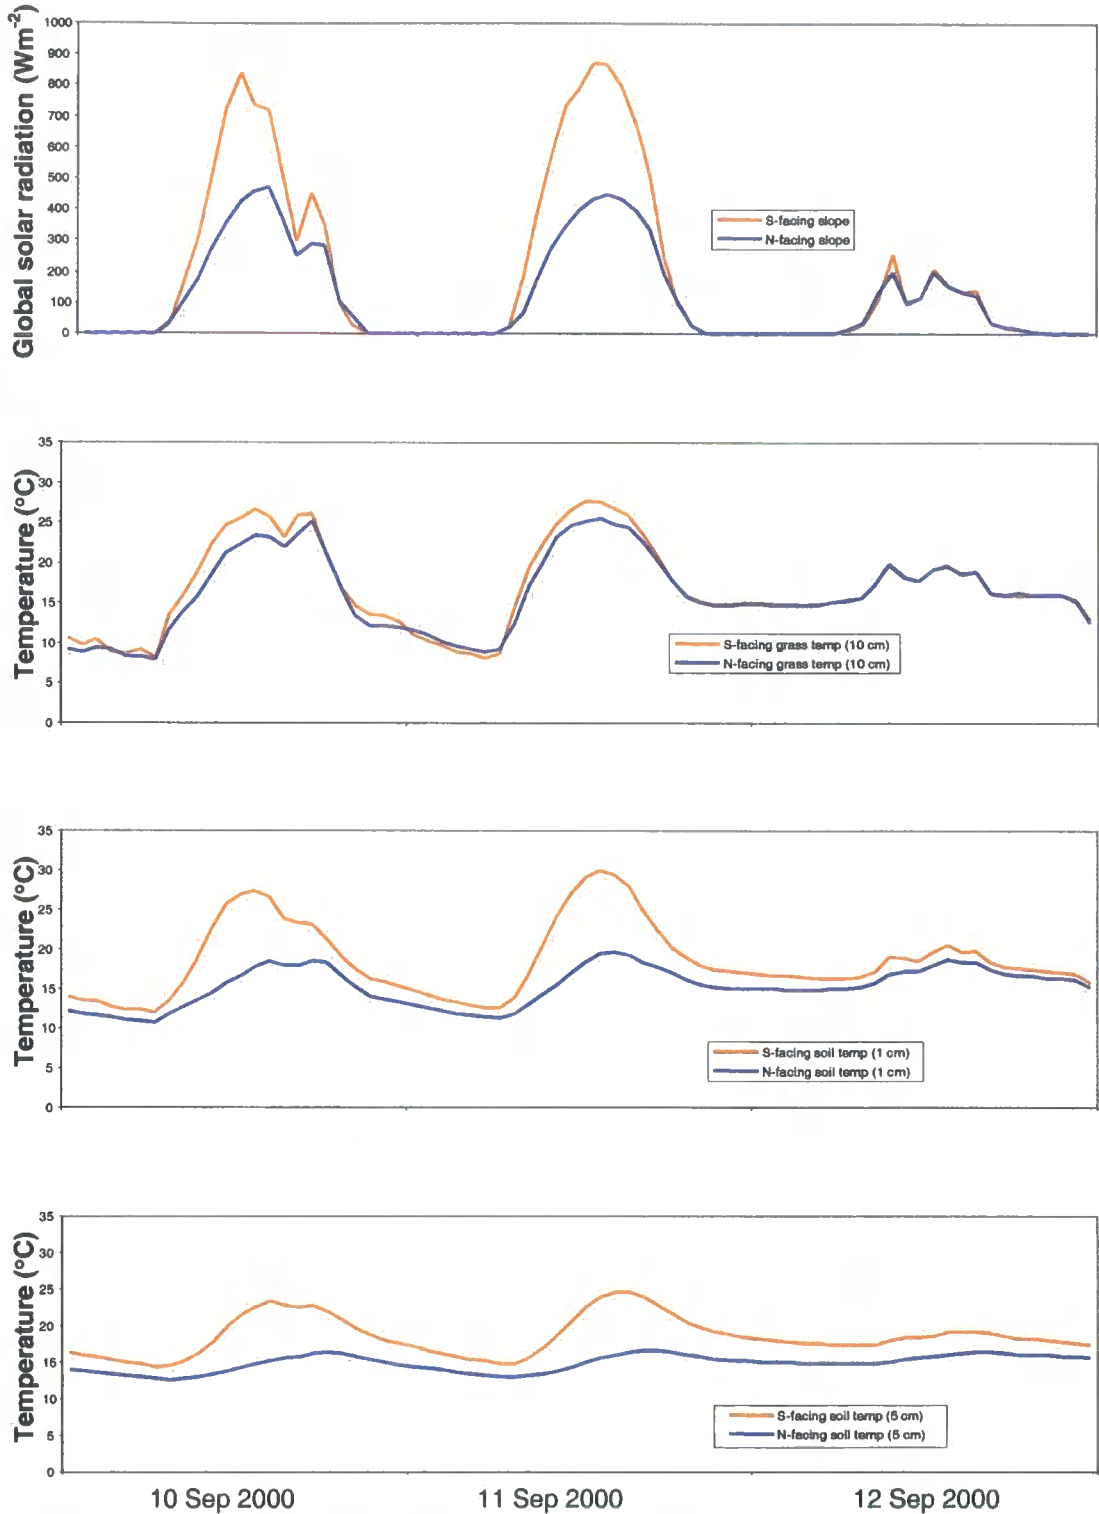 Global solar radiation (Wm-2)
1000
900
800
700
600
500
400
300
200
100
0
S-facing slope
N-facing slope
Temperature (°C)
35
30
25
20
15
10
5
0
S-facing grass temp (10 cm)
N-facing grass temp (10 cm)
Temperature (°C)
35
30
25
20
15
10
5
0
S-facing soil temp (1 cm)
N-facing soil temp (1 cm)
Temperature (°C)
35
30
25
20
15
10
5
0
S-facing soil temp (5 cm)
N-facing soil temp (5 cm)
10 Sep 2000
11 Sep 2000
12 Sep 2000